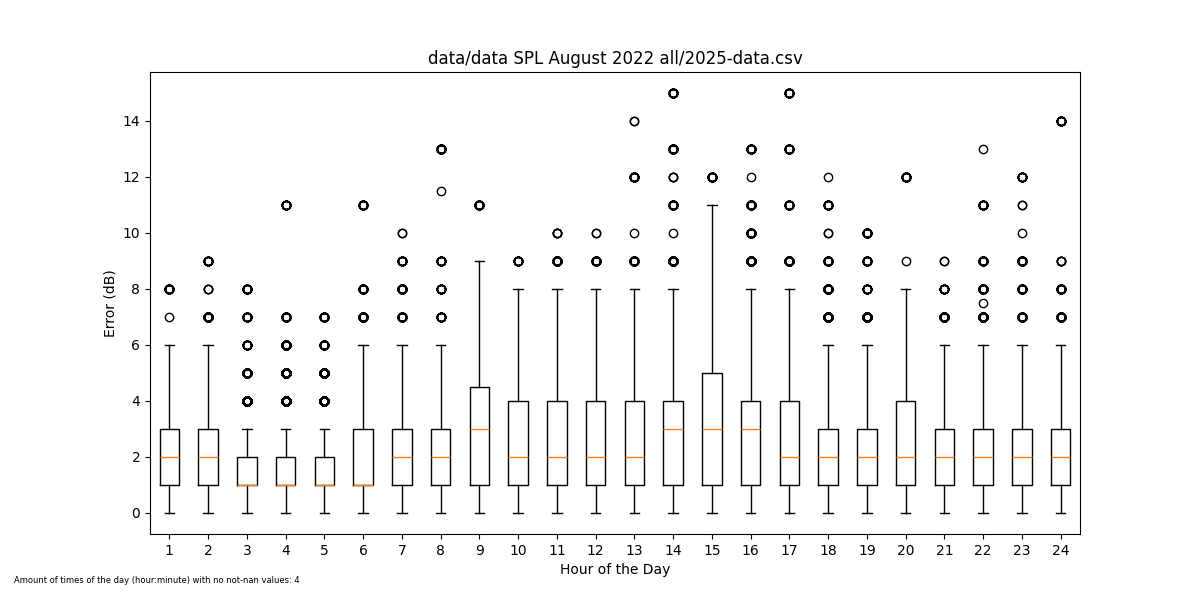 data/data SPL August 2022 all/2025-data.csv
14
12
10
8
6
4
2
0
Error (dB)
1 2 3 4 5 6 7 8 9 10 11 12 13 14 15 16 17 18 19 20 21 22 23 24
Hour of the Day
Amount of times of the day (hour:minute) with no not-nan values: 4